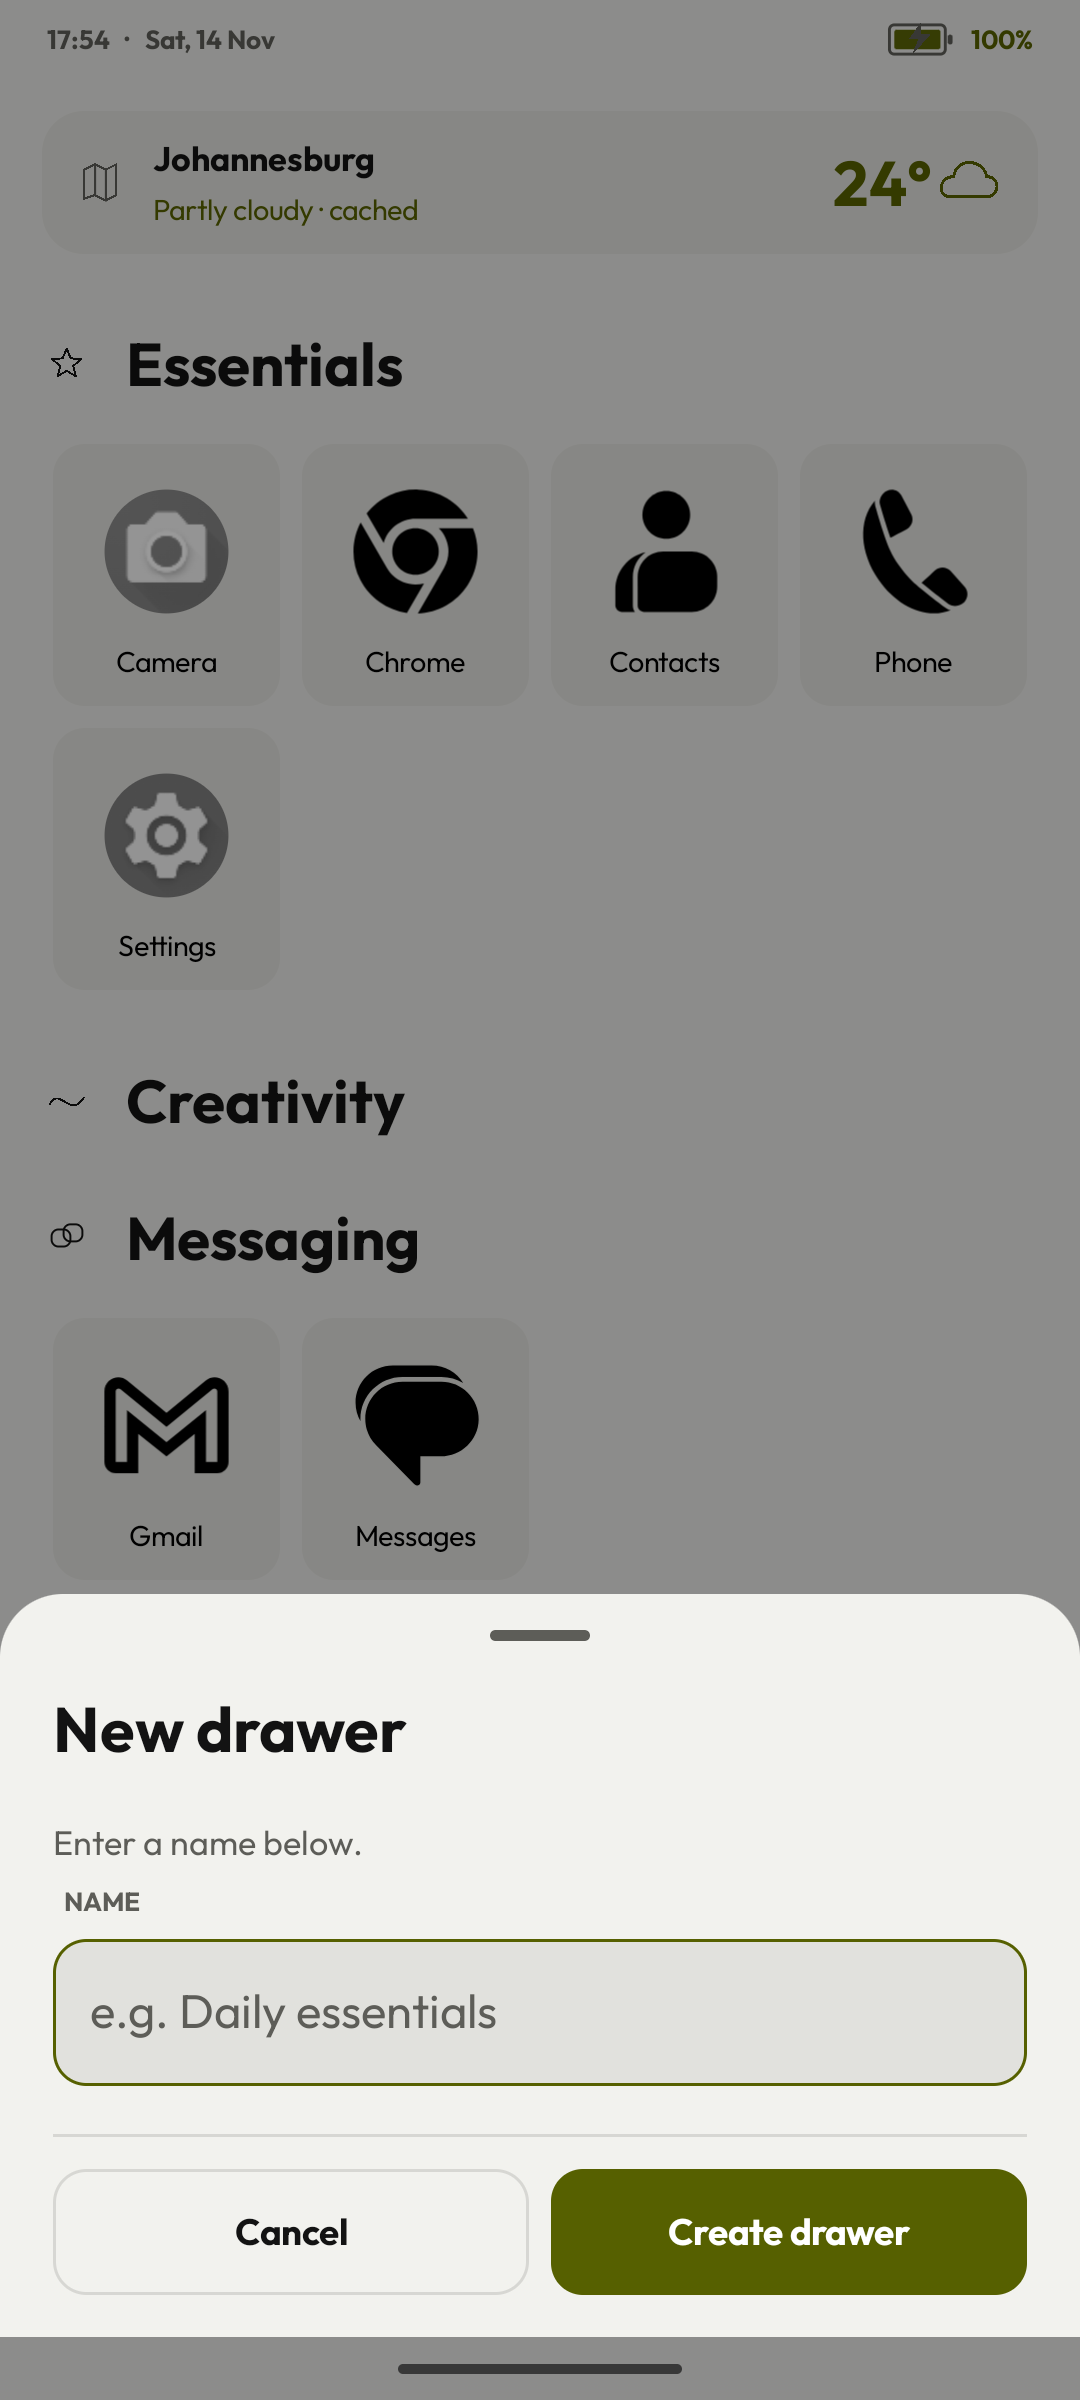 17:54 · Sat, 14 Nov
100%
Johannesburg
Partly cloudy · cached
24°
Essentials
Camera
Chrome
Contacts
Phone
Settings
Creativity
Messaging
Gmail
Messages
New drawer
Enter a name below.
NAME
e.g. Daily essentials
Cancel
Create drawer